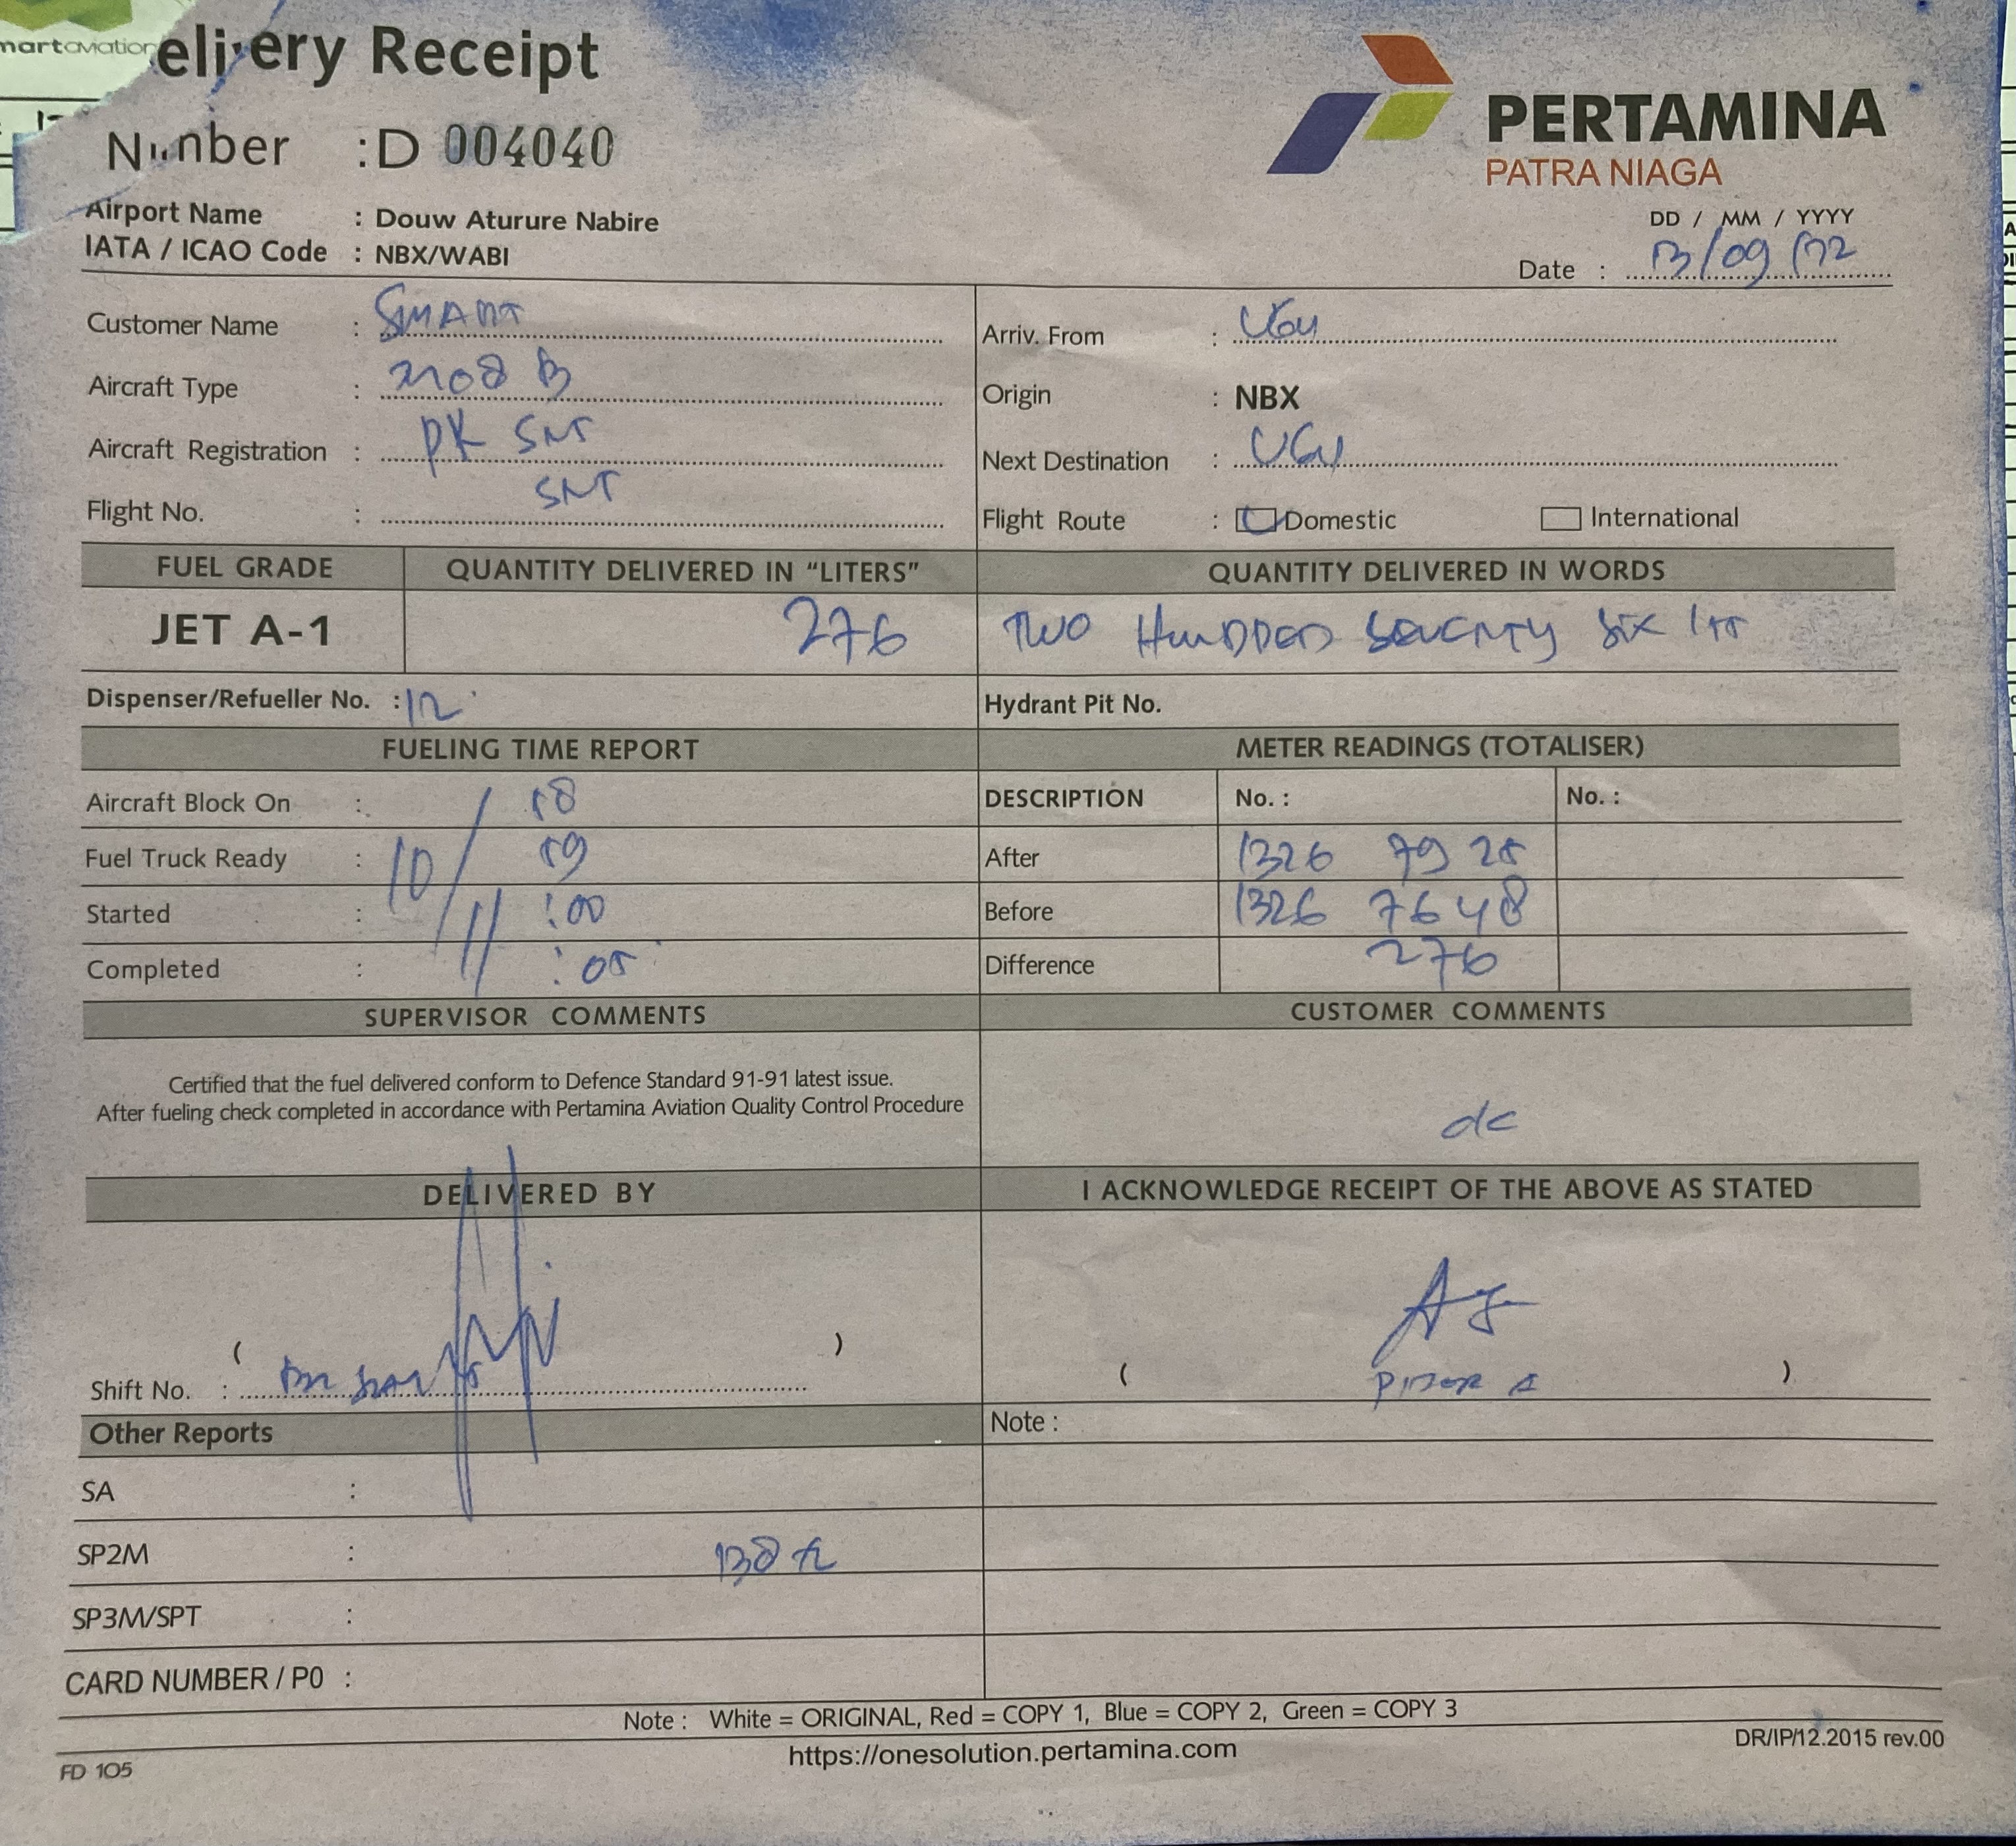 martaviation
elivery Receipt
Number : D 004040
PERTAMINA
PATRA NIAGA
Airport Name : Douw Aturure Nabire
IATA / ICAO Code : NBX/WABI
DD / MM / YYYY
Date : 13/09/
Customer Name : SMART
Arriv. From : UGU
Aircraft Type : 208 B
Origin : NBX
Aircraft Registration : PK SNT
Next Destination : UGU
Flight No. : SNT
Flight Route : Domestic International
FUEL GRADE QUANTITY DELIVERED IN “LITERS” QUANTITY DELIVERED IN WORDS
JET A-1 276 TWO HUNDRED SEVENTY SIX ltr
Dispenser/Refueller No. : 12
Hydrant Pit No.
FUELING TIME REPORT METER READINGS (TOTALISER)
Aircraft Block On : 58
DESCRIPTION No. : No. :
Fuel Truck Ready : 10 / 59
After 1326 79 25
Started : :00
Before 1326 7648
Completed : 11 :05
Difference 276
SUPERVISOR COMMENTS CUSTOMER COMMENTS
Certified that the fuel delivered conform to Defence Standard 91-91 latest issue.
After fueling check completed in accordance with Pertamina Aviation Quality Control Procedure
DELIVERED BY I ACKNOWLEDGE RECEIPT OF THE ABOVE AS STATED
( ) ( )
Shift No. :
Other Reports Note :
SA :
SP2M : 138
SP3M/SPT :
CARD NUMBER / P0 :
Note : White = ORIGINAL, Red = COPY 1, Blue = COPY 2, Green = COPY 3
https://onesolution.pertamina.com
DR/IP/12.2015 rev.00
FD 105